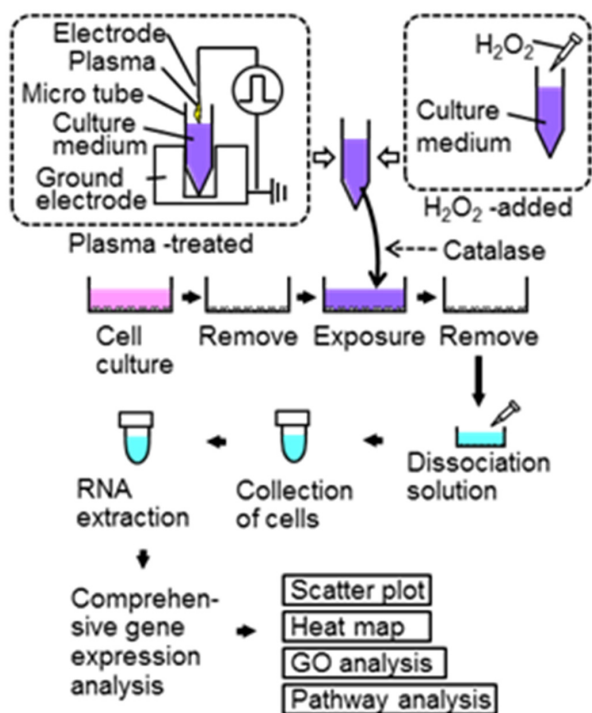 Electrode
Plasma
Micro tube
Culture
medium
Ground
electrode
Plasma -treated
H₂O₂
Culture
medium
H₂O₂ -added
Catalase
Cell
culture
Remove
Exposure
Remove
Dissociation
solution
Collection
of cells
RNA
extraction
Comprehen-
sive gene
expression
analysis
Scatter plot
Heat map
GO analysis
Pathway analysis